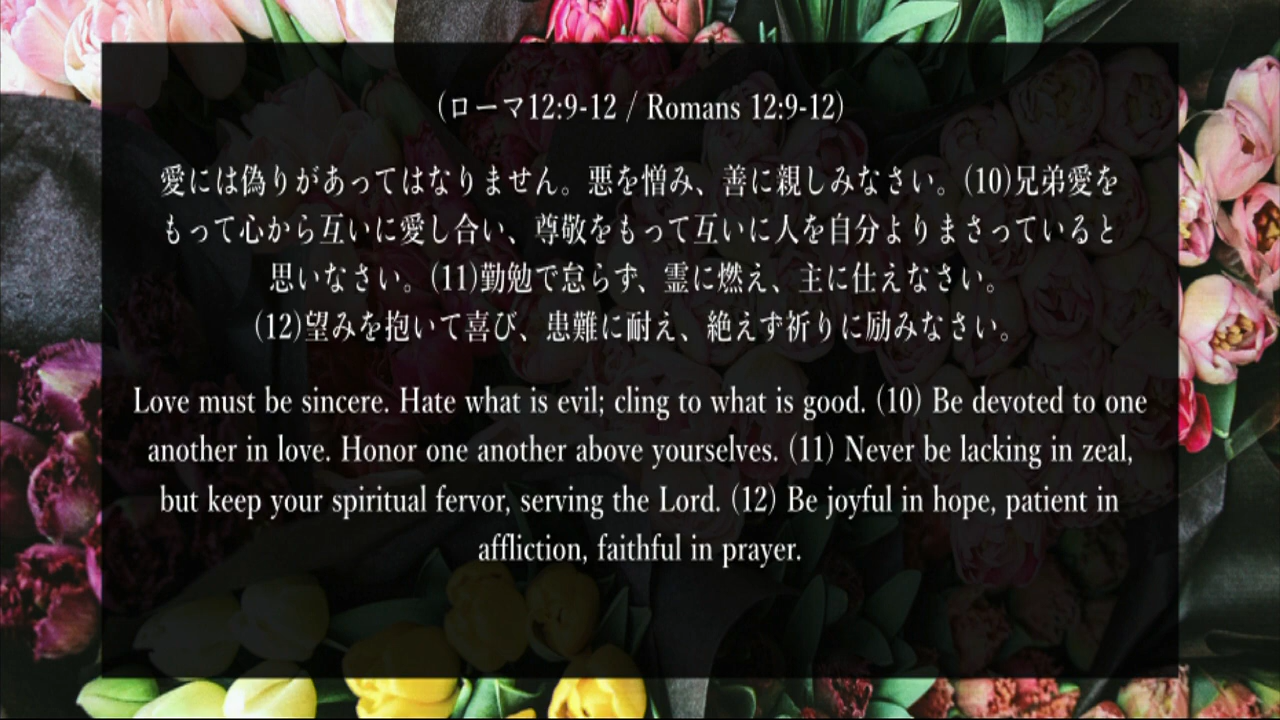 (ローマ12:9-12 / Romans 12:9-12)
愛には偽りがあってはなりません。悪を憎み、善に親しみなさい。(10)兄弟愛を
もって心から互いに愛し合い、尊敬をもって互いに人を自分よりまさっていると
思いなさい。(11)勤勉で怠らず、霊に燃え、主に仕えなさい。
(12)望みを抱いて喜び、患難に耐え、絶えず祈りに励みなさい。
Love must be sincere. Hate what is evil; cling to what is good. (10) Be devoted to one
another in love. Honor one another above yourselves. (11) Never be lacking in zeal,
but keep your spiritual fervor, serving the Lord. (12) Be joyful in hope, patient in
affliction, faithful in prayer.